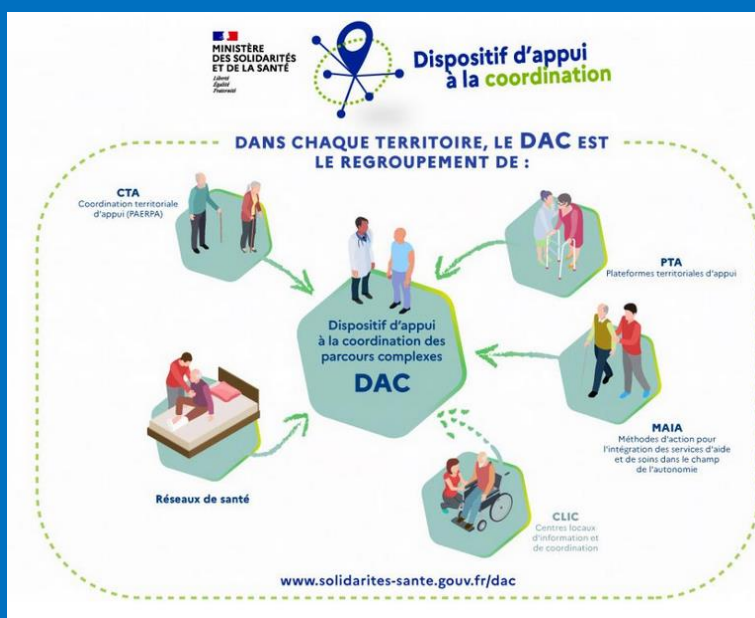 MINISTÈRE
DES SOLIDARITÉS
ET DE LA SANTÉ
Liberté
Égalité
Fraternité
Dispositif d'appui
à la coordination
DANS CHAQUE TERRITOIRE, LE DAC EST
LE REGROUPEMENT DE :
CTA
Coordination territoriale
d'appui (PAERPA)
PTA
Plateformes territoriales d'appui
Dispositif d'appui
à la coordination des
parcours complexes
DAC
MAIA
Méthodes d'action pour
l'intégration des services d'aide
et de soins dans le champ
de l'autonomie
Réseaux de santé
CLIC
Centres locaux
d'information et
de coordination
www.solidarites-sante.gouv.fr/dac